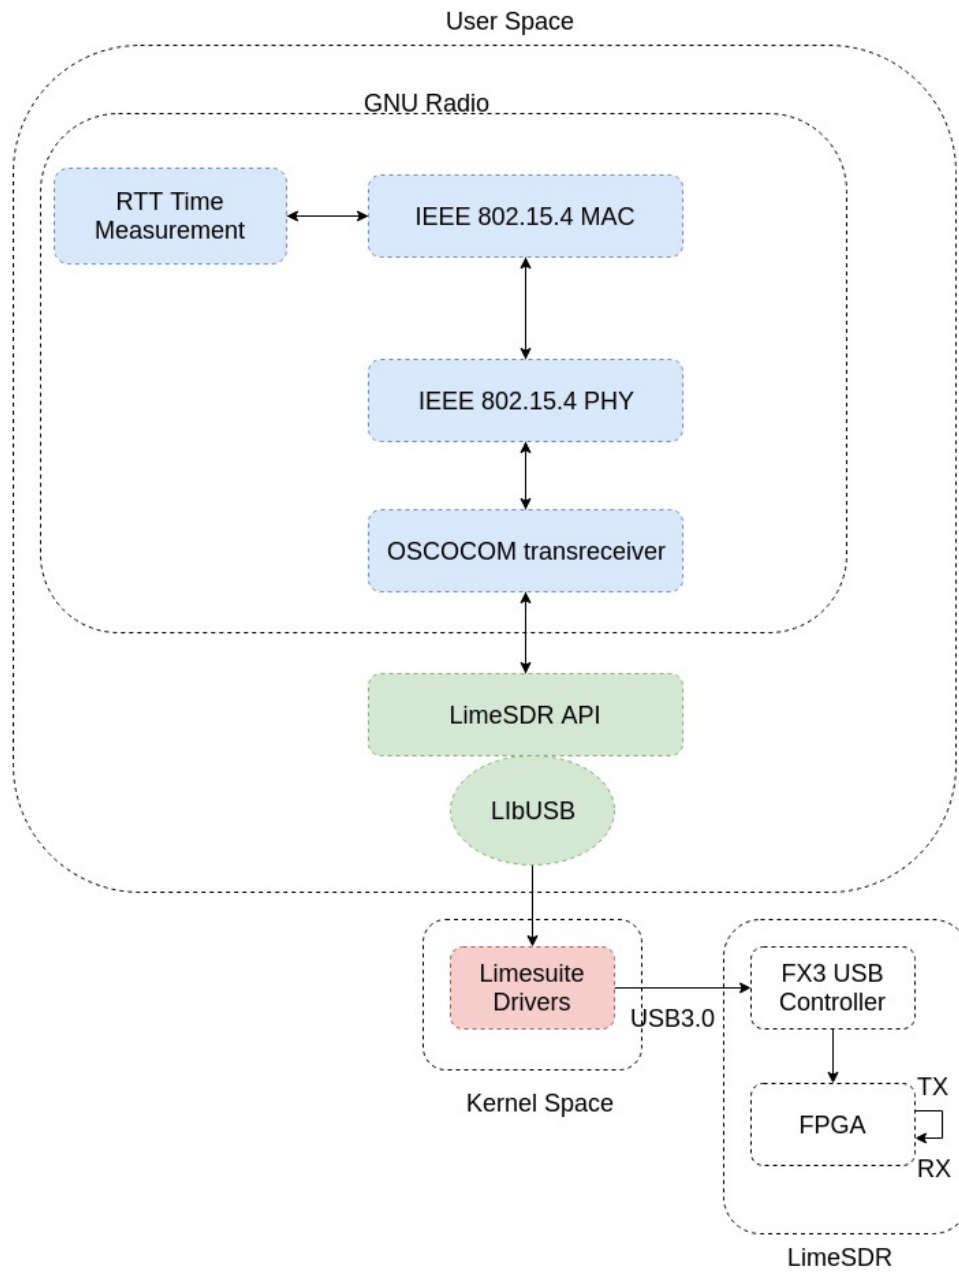 User Space
GNU Radio
RTT Time
Measurement
IEEE 802.15.4 MAC
IEEE 802.15.4 PHY
OSCOCOM transreceiver
LimeSDR API
LIbUSB
Limesuite
Drivers
USB3.0
FX3 USB
Controller
Kernel Space
TX
FPGA
RX
LimeSDR